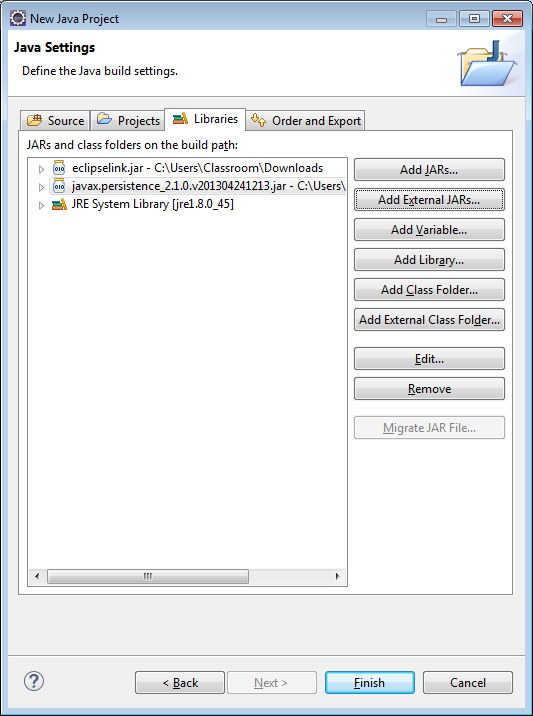 New Java Project
Java Settings
Define the Java build settings.
Source Projects Libraries Order and Export
JARs and class folders on the build path:
eclipselink.jar - C:\Users\Classroom\Downloads
javax.persistence_2.1.0.v201304241213.jar - C:\Users\
JRE System Library [jre1.8.0_45]
Add JARs...
Add External JARs...
Add Variable...
Add Library...
Add Class Folder...
Add External Class Folder...
Edit...
Remove
Migrate JAR File...
? < Back Next > Finish Cancel